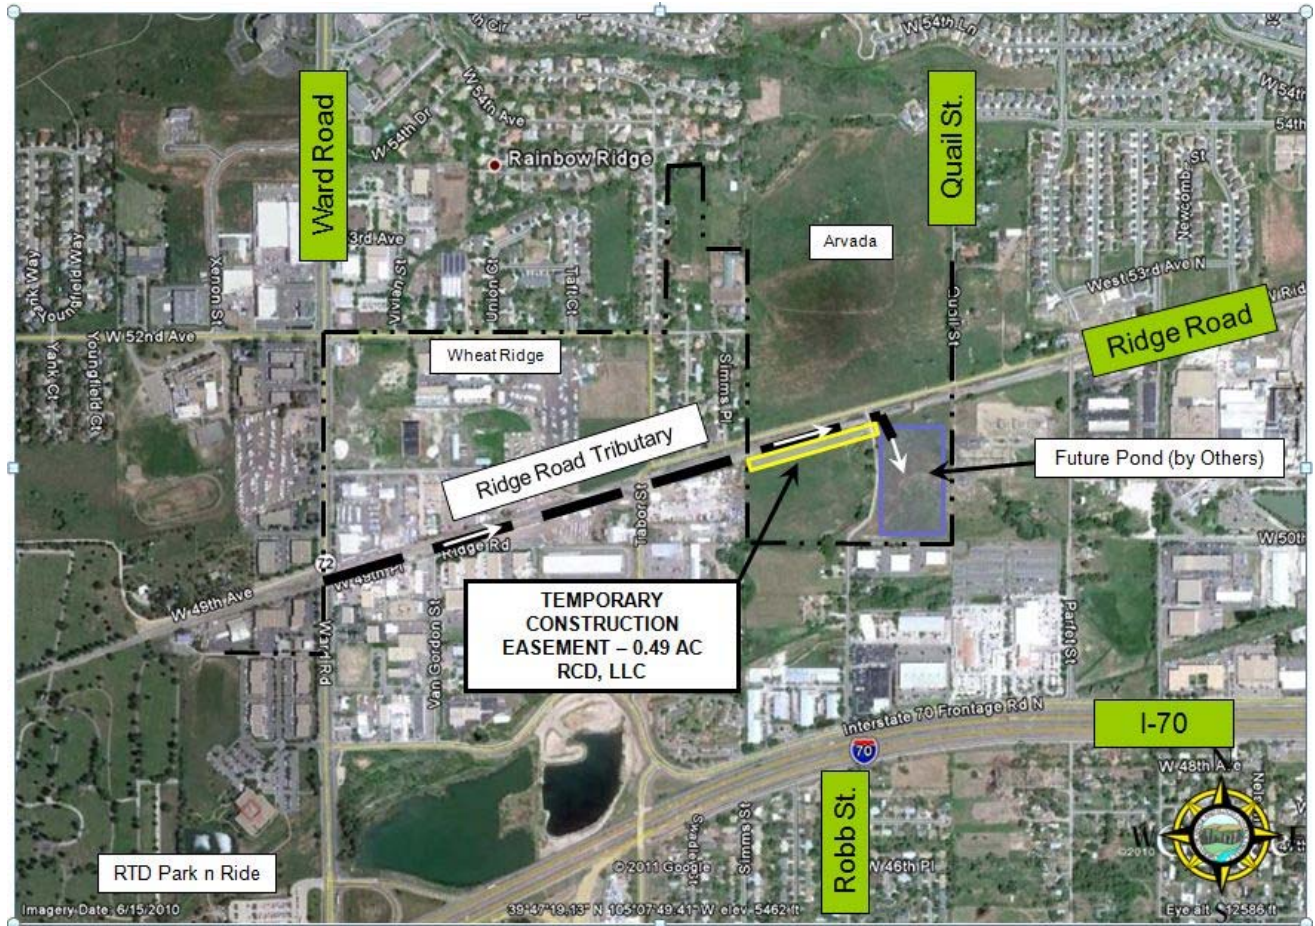 W 54th Ln
W 54th Ave
W 54th Dr
54th
Ward Road
Quail St.
Rainbow Ridge
Newcomb St
Arvada
3rd Ave
Vivian St
Union Ct
Taft Ct
Xenon St
Youngfield Way
West 53rd Ave N
Ridge Road
W 52nd Ave
Wheat Ridge
Yank Ct
Youngfield Ct
Simms Pl
Ridge Road Tributary
Future Pond (by Others)
Tabor St
Ridge Rd
72
W 49th Pl
W 49th Ave
W 50th
TEMPORARY
CONSTRUCTION
EASEMENT – 0.49 AC
RCD, LLC
Ward Rd
Van Gordon St
Parfet St
Interstate 70 Frontage Rd N
I-70
70
N
W 48th Ave
W
©2010
Robb St.
Simms St
© 2011 Google
W 46th Pl
RTD Park n Ride
Imagery Date: 6/15/2010
39°47'19.13" N 105°07'49.41" W elev 5462 ft
Eye alt 12586 ft
S